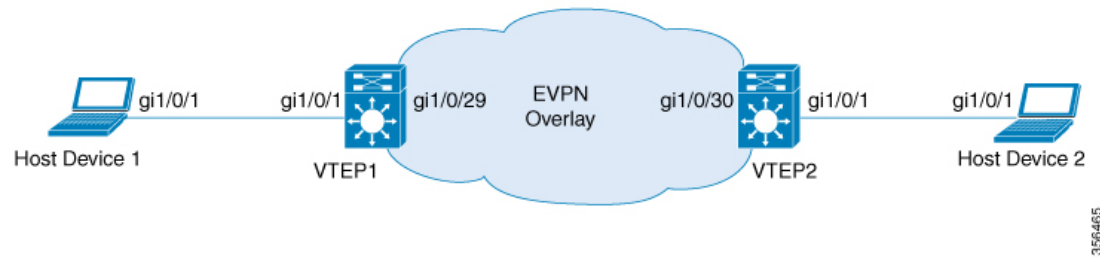 gi1/0/1
gi1/0/1
gi1/0/29
EVPN
Overlay
gi1/0/30
gi1/0/1
gi1/0/1
Host Device 1
VTEP1
VTEP2
Host Device 2
356465